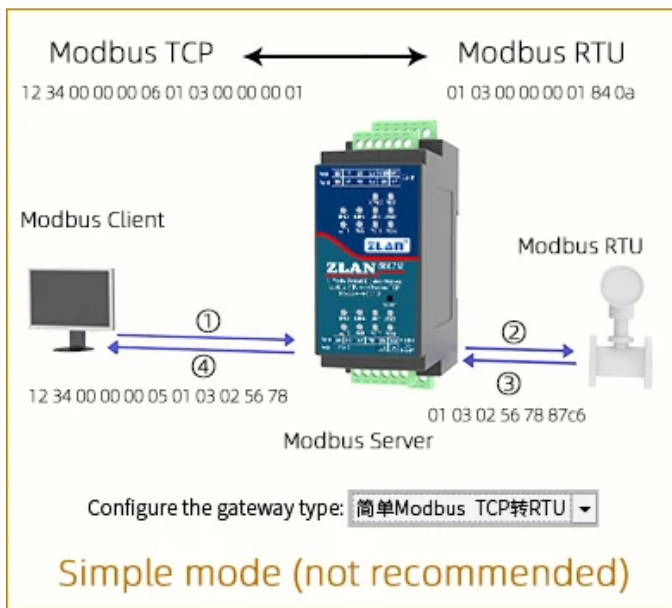 Modbus TCP
Modbus RTU
12 34 00 00 00 06 01 03 00 00 00 01
01 03 00 00 00 01 84 0a
Modbus Client
ZLAN
ZLAN
Modbus RTU
①
②
④
③
12 34 00 00 00 05 01 03 02 56 78
01 03 02 56 78 87c6
Modbus Server
Configure the gateway type: 简单Modbus TCP转RTU
Simple mode (not recommended)